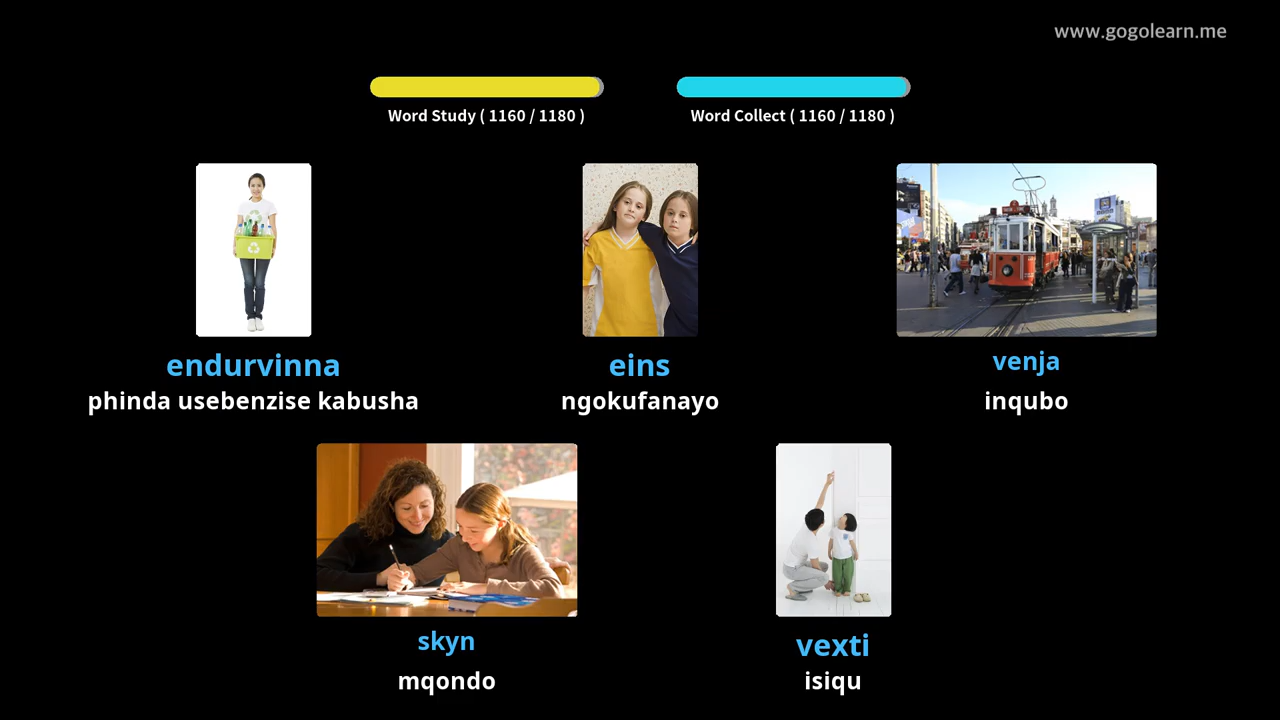 www.gogolearn.me
Word Study ( 1160 / 1180 )
Word Collect ( 1160 / 1180 )
endurvinna
phinda usebenzise kabusha
eins
ngokufanayo
venja
inqubo
skyn
mqondo
vexti
isiqu